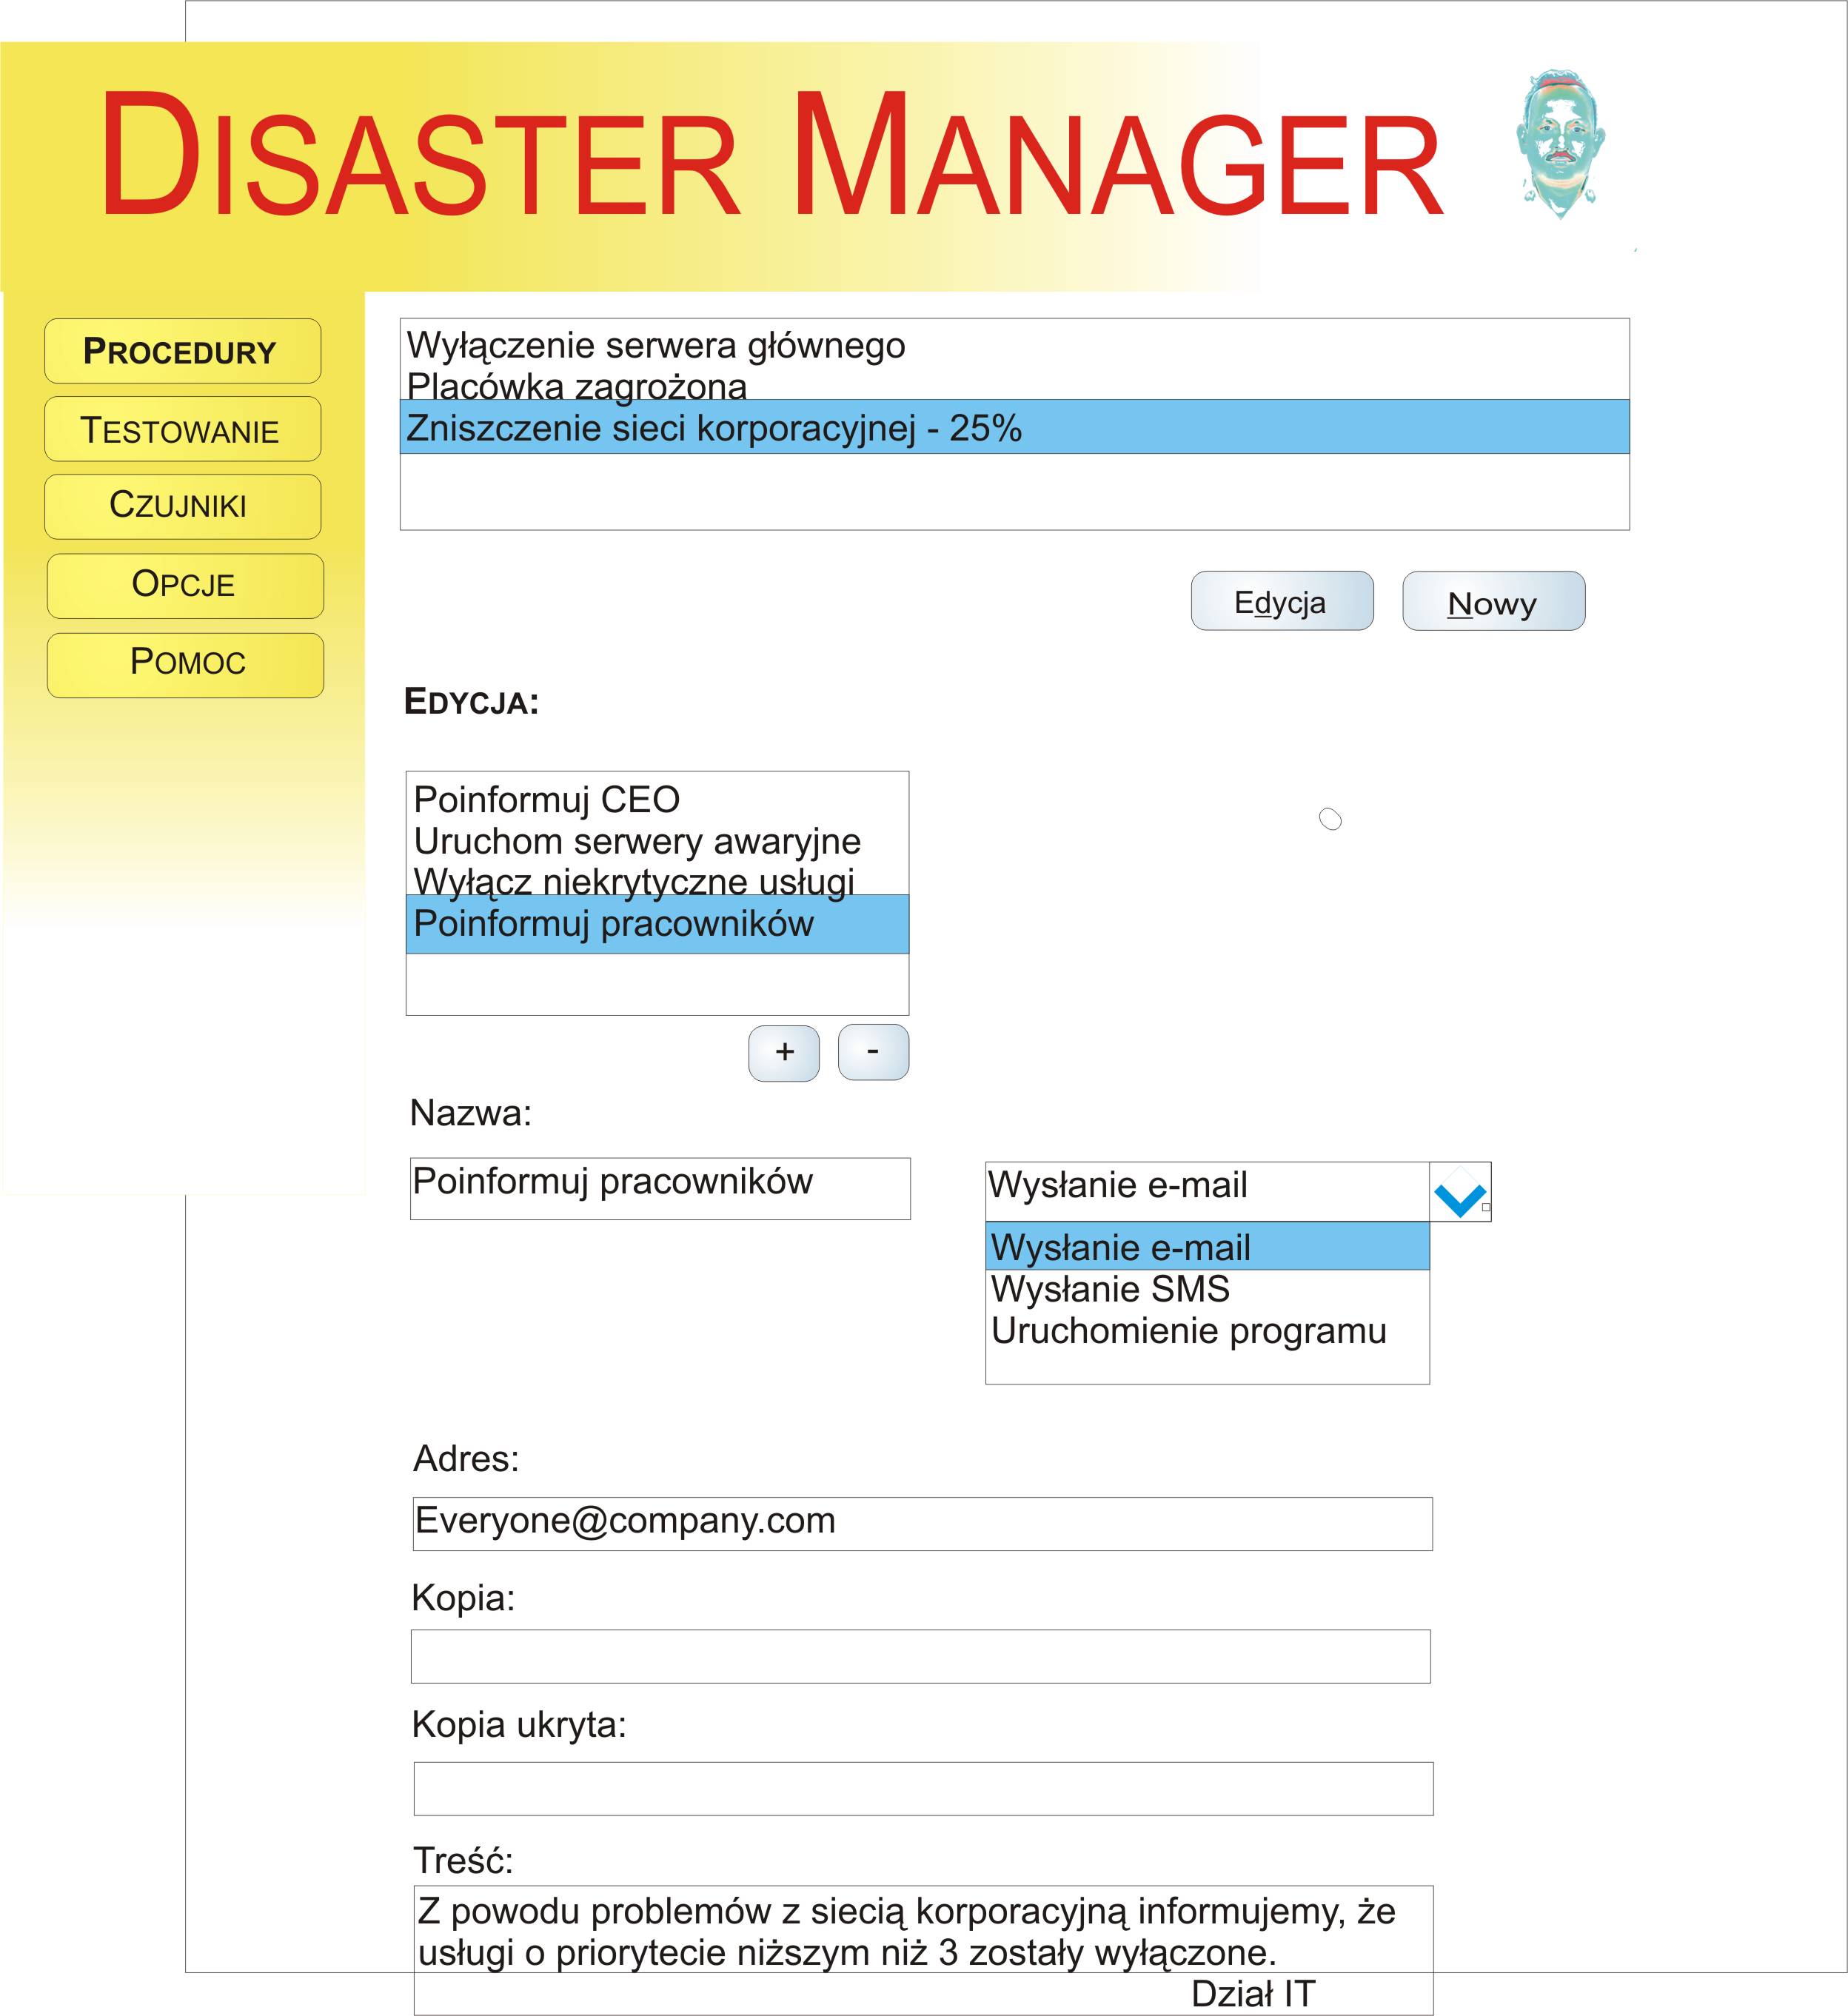 DISASTER MANAGER
PROCEDURY
TESTOWANIE
CZUJNIKI
OPCJE
POMOC
Wyłączenie serwera głównego
Placówka zagrożona
Zniszczenie sieci korporacyjnej - 25%
Edycja
Nowy
EDYCJA:
Poinformuj CEO
Uruchom serwery awaryjne
Wyłącz niekrytyczne usługi
Poinformuj pracowników
+
-
Nazwa:
Poinformuj pracowników
Wysłanie e-mail
Wysłanie e-mail
Wysłanie SMS
Uruchomienie programu
Adres:
Everyone@company.com
Kopia:
Kopia ukryta:
Treść:
Z powodu problemów z siecią korporacyjną informujemy, że
usługi o priorytecie niższym niż 3 zostały wyłączone.
Dział IT